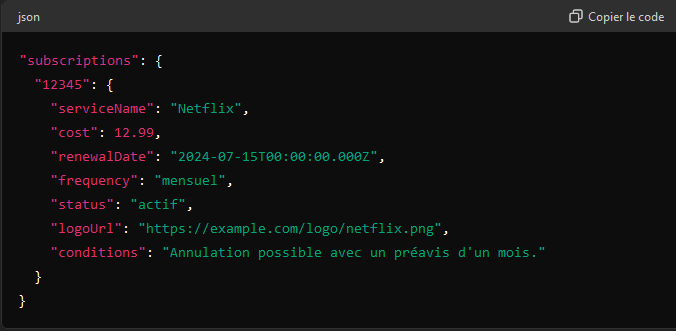 json
Copier le code
"subscriptions": {
"12345": {
"serviceName": "Netflix",
"cost": 12.99,
"renewalDate": "2024-07-15T00:00:00.000Z",
"frequency": "mensuel",
"status": "actif",
"logoUrl": "https://example.com/logo/netflix.png",
"conditions": "Annulation possible avec un préavis d'un mois."
}
}